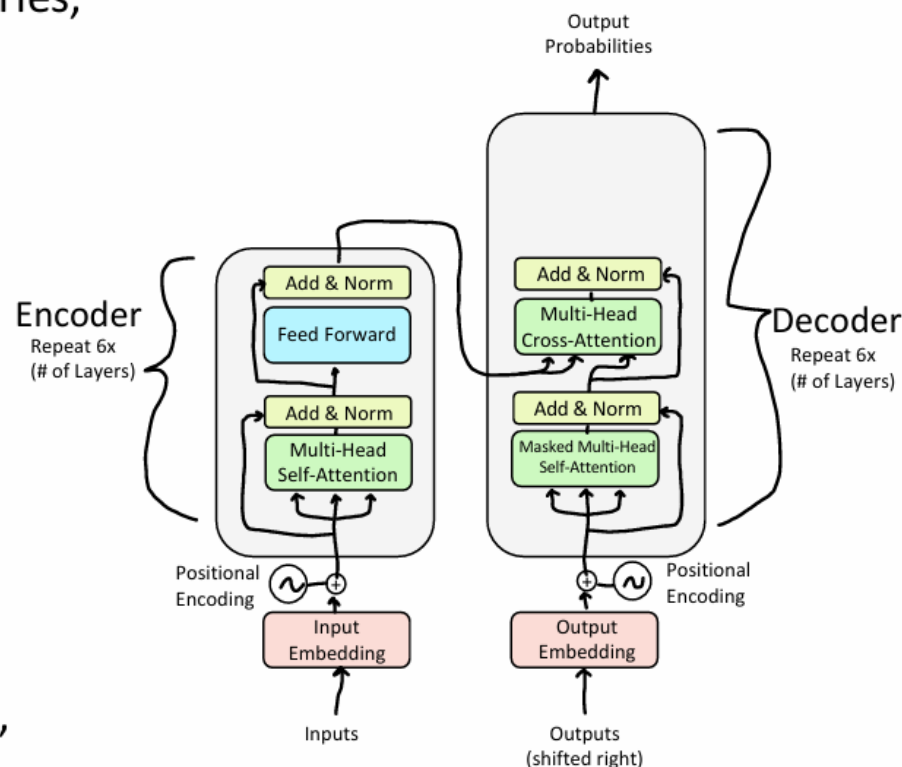 Output
Probabilities
Add & Norm
Multi-Head
Cross-Attention
Add & Norm
Masked Multi-Head
Self-Attention
Decoder
Repeat 6x
(# of Layers)
Encoder
Repeat 6x
(# of Layers)
Add & Norm
Feed Forward
Add & Norm
Multi-Head
Self-Attention
Positional
Encoding
+
Input
Embedding
Inputs
+
Positional
Encoding
Output
Embedding
Outputs
(shifted right)